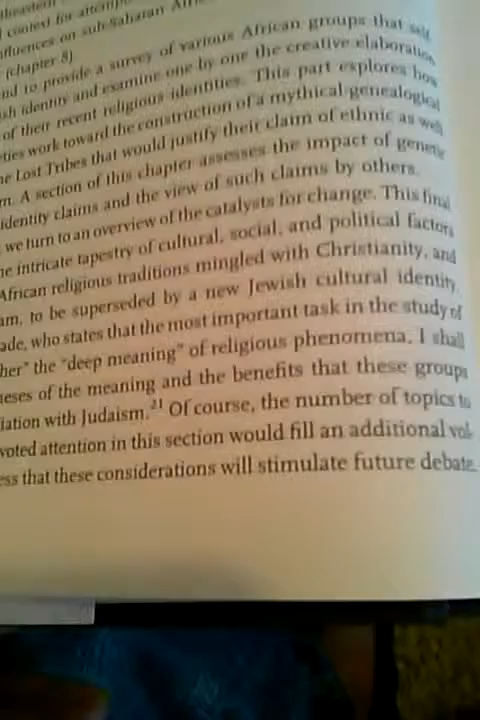 context for
influences on sub-Saharan
(chapter 8)
to provide a survey of various African groups that self
identity and examine one by one the creative elaboration
of their recent religious identities. This part explores how
work toward the construction of a mythical-genealogical
Lost Tribes that would justify their claim of ethnic as well
A section of this chapter assesses the impact of genetic
identity claims and the view of such claims by others.
we turn to an overview of the catalysts for change. This final
intricate tapestry of cultural, social, and political factors
African religious traditions mingled with Christianity, and
am, to be superseded by a new Jewish cultural identity.
ade, who states that the most important task in the study of
her" the "deep meaning" of religious phenomena, I shall
eses of the meaning and the benefits that these groups
iation with Judaism.²¹ Of course, the number of topics to
voted attention in this section would fill an additional vol-
ess that these considerations will stimulate future debate.